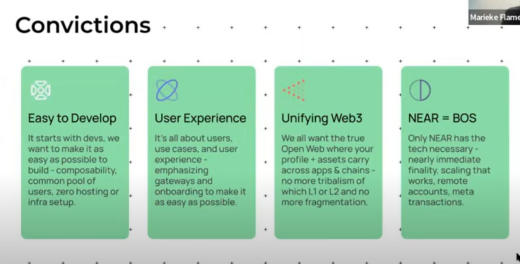 Convictions
Marieke Flame
Easy to Develop
It starts with devs, we
want to make it as
easy as possible to
build - composability,
common pool of
users, zero hosting or
infra setup.
User Experience
It's all about users,
use cases, and user
experience -
emphasizing
gateways and
onboarding to make it
as easy as possible.
Unifying Web3
We all want the true
Open Web where your
profile + assets carry
across apps & chains -
no more tribalism of
which L1 or L2 and no
more fragmentation.
NEAR = BOS
Only NEAR has the
tech necessary -
nearly immediate
finality, scaling that
works, remote
accounts, meta
transactions.